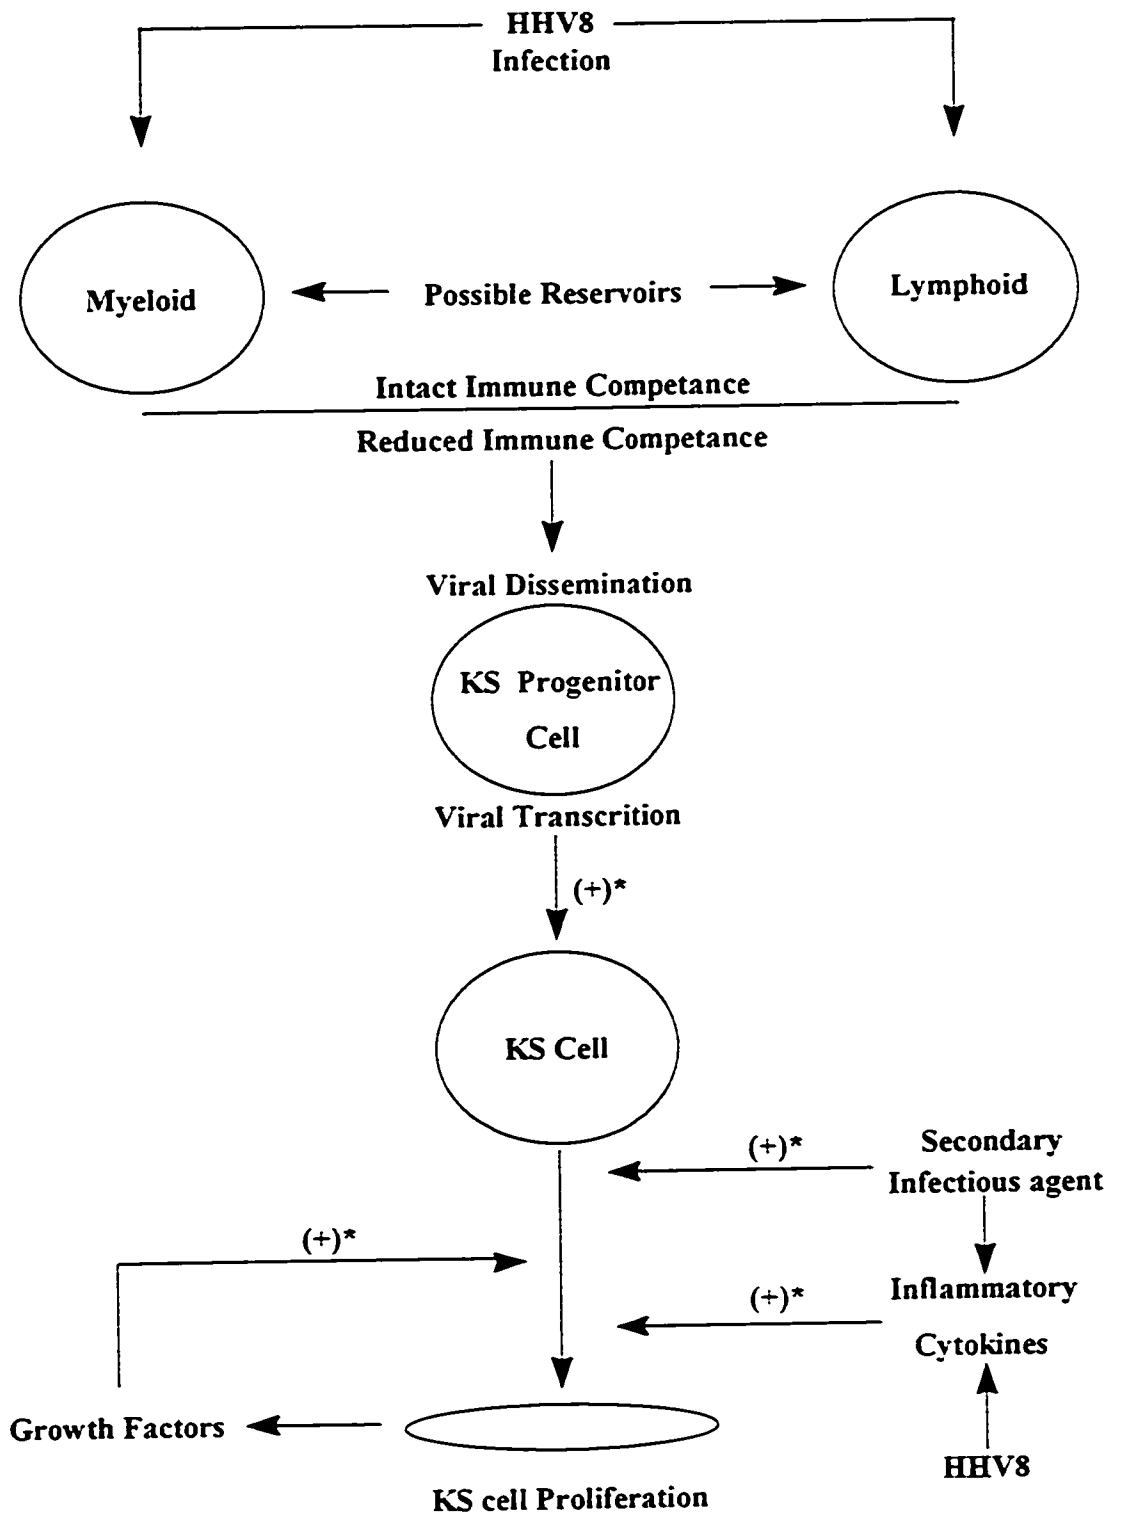 HHV8
Infection
Myeloid
Possible Reservoirs
Lymphoid
Intact Immune Competance
Reduced Immune Competance
Viral Dissemination
KS Progenitor
Cell
Viral Transcrition
(+)*
KS Cell
Secondary
(+)*
Infectious agent
(+)*
Inflammatory
(+)*
Cytokines
Growth Factors
HHV8
KS cell Proliferation